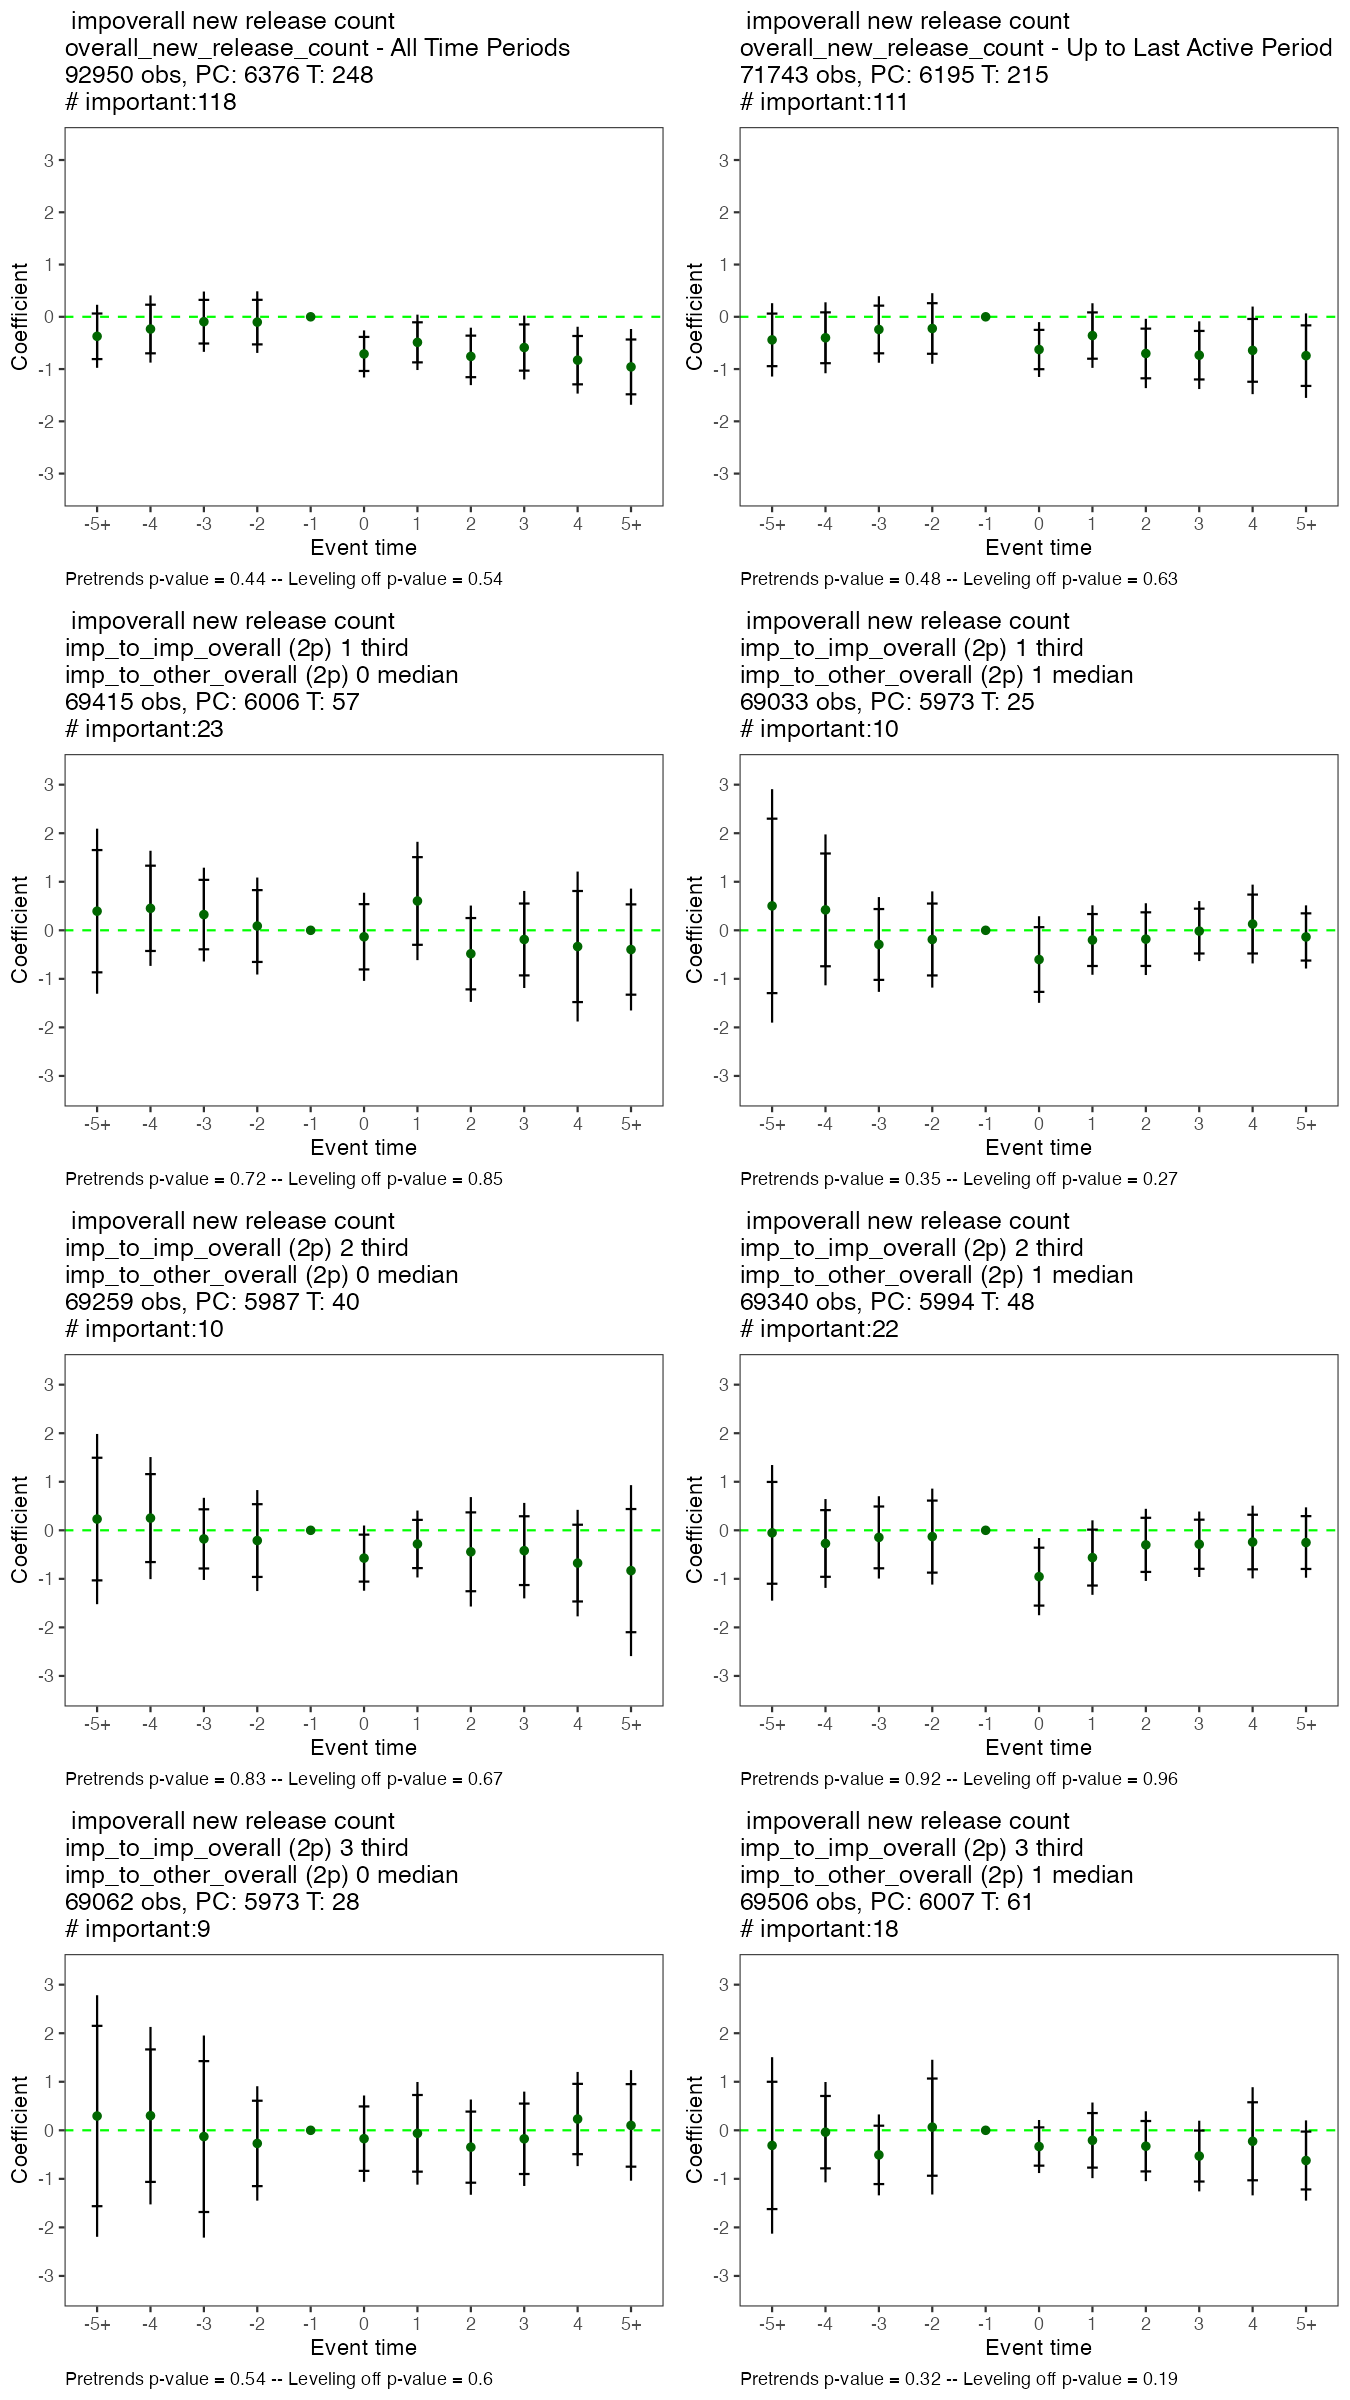 impoverall new release count
overall_new_release_count - All Time Periods
92950 obs, PC: 6376 T: 248
# important:118
3
2
1
0
-1
-2
-3
Coefficient
-5+ -4 -3 -2 -1 0 1 2 3 4 5+
Event time
Pretrends p-value = 0.44 -- Leveling off p-value = 0.54
impoverall new release count
overall_new_release_count - Up to Last Active Period
71743 obs, PC: 6195 T: 215
# important:111
3
2
1
0
-1
-2
-3
Coefficient
-5+ -4 -3 -2 -1 0 1 2 3 4 5+
Event time
Pretrends p-value = 0.48 -- Leveling off p-value = 0.63
impoverall new release count
imp_to_imp_overall (2p) 1 third
imp_to_other_overall (2p) 0 median
69415 obs, PC: 6006 T: 57
# important:23
3
2
1
0
-1
-2
-3
Coefficient
-5+ -4 -3 -2 -1 0 1 2 3 4 5+
Event time
Pretrends p-value = 0.72 -- Leveling off p-value = 0.85
impoverall new release count
imp_to_imp_overall (2p) 1 third
imp_to_other_overall (2p) 1 median
69033 obs, PC: 5973 T: 25
# important:10
3
2
1
0
-1
-2
-3
Coefficient
-5+ -4 -3 -2 -1 0 1 2 3 4 5+
Event time
Pretrends p-value = 0.35 -- Leveling off p-value = 0.27
impoverall new release count
imp_to_imp_overall (2p) 2 third
imp_to_other_overall (2p) 0 median
69259 obs, PC: 5987 T: 40
# important:10
3
2
1
0
-1
-2
-3
Coefficient
-5+ -4 -3 -2 -1 0 1 2 3 4 5+
Event time
Pretrends p-value = 0.83 -- Leveling off p-value = 0.67
impoverall new release count
imp_to_imp_overall (2p) 2 third
imp_to_other_overall (2p) 1 median
69340 obs, PC: 5994 T: 48
# important:22
3
2
1
0
-1
-2
-3
Coefficient
-5+ -4 -3 -2 -1 0 1 2 3 4 5+
Event time
Pretrends p-value = 0.92 -- Leveling off p-value = 0.96
impoverall new release count
imp_to_imp_overall (2p) 3 third
imp_to_other_overall (2p) 0 median
69062 obs, PC: 5973 T: 28
# important:9
3
2
1
0
-1
-2
-3
Coefficient
-5+ -4 -3 -2 -1 0 1 2 3 4 5+
Event time
Pretrends p-value = 0.54 -- Leveling off p-value = 0.6
impoverall new release count
imp_to_imp_overall (2p) 3 third
imp_to_other_overall (2p) 1 median
69506 obs, PC: 6007 T: 61
# important:18
3
2
1
0
-1
-2
-3
Coefficient
-5+ -4 -3 -2 -1 0 1 2 3 4 5+
Event time
Pretrends p-value = 0.32 -- Leveling off p-value = 0.19